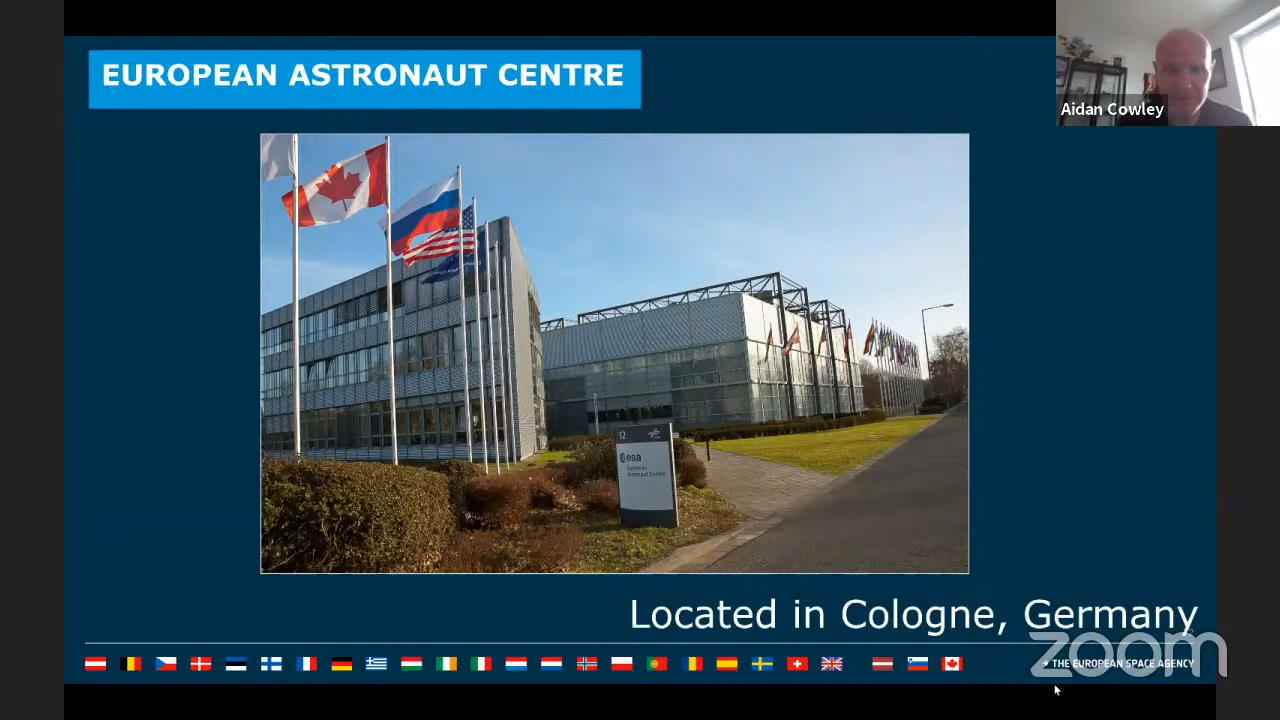 EUROPEAN ASTRONAUT CENTRE
Aidan Cowley
12
esa
European
Astronaut Centre
Located in Cologne, Germany
zoom
→ THE EUROPEAN SPACE AGENCY